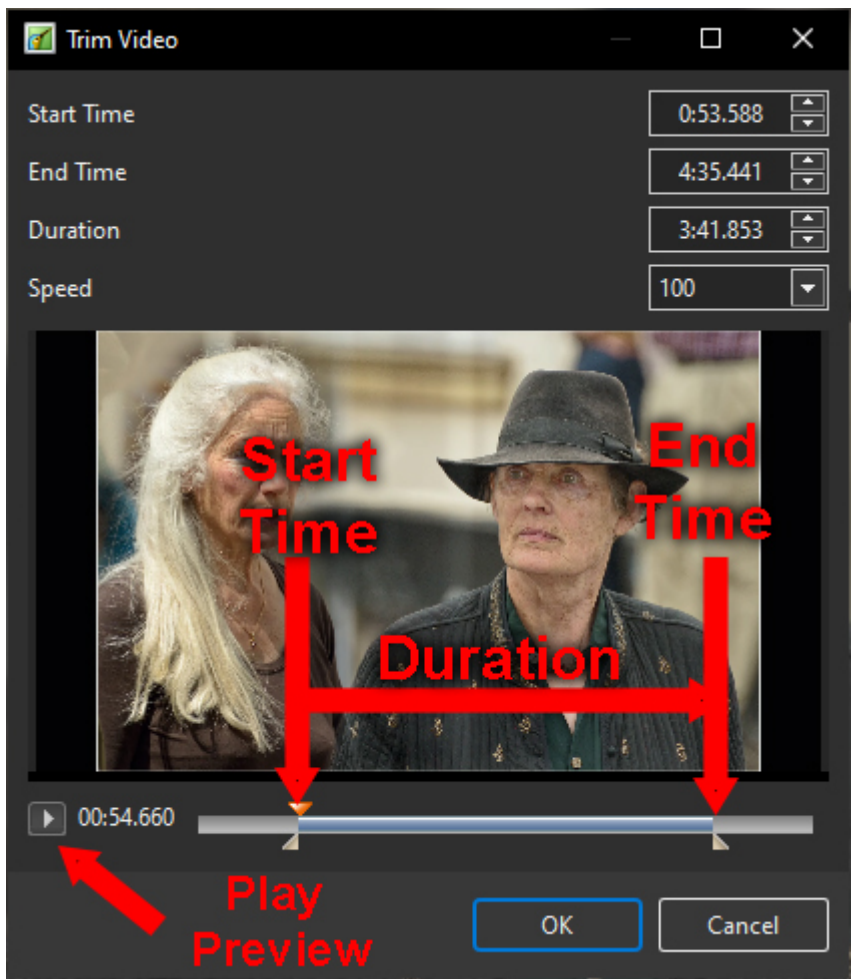 Trim Video
Start Time
0:53.588
End Time
4:35.441
Duration
3:41.853
Speed
100
Start
Time
End
Time
Duration
00:54.660
Play
Preview
OK
Cancel